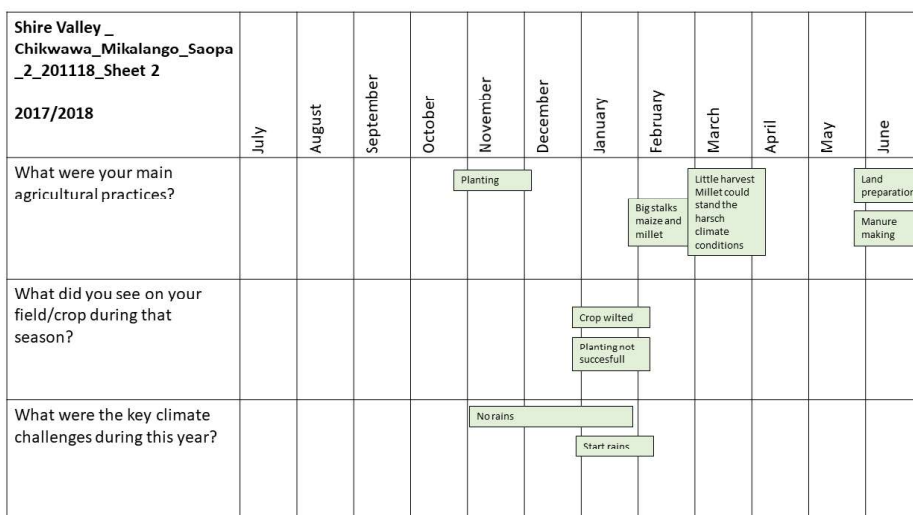 Shire Valley _
Chikwawa_Mikalango_Saopa
_2_201118_Sheet 2
2017/2018
July
August
September
October
November
December
January
February
March
April
May
June
What were your main
agricultural practices?
Planting
Big stalks
maize and
millet
Little harvest
Millet could
stand the
harsch
climate
conditions
Land
preparation
Manure
making
What did you see on your
field/crop during that
season?
Crop wilted
Planting not
succesfull
What were the key climate
challenges during this year?
No rains
Start rains